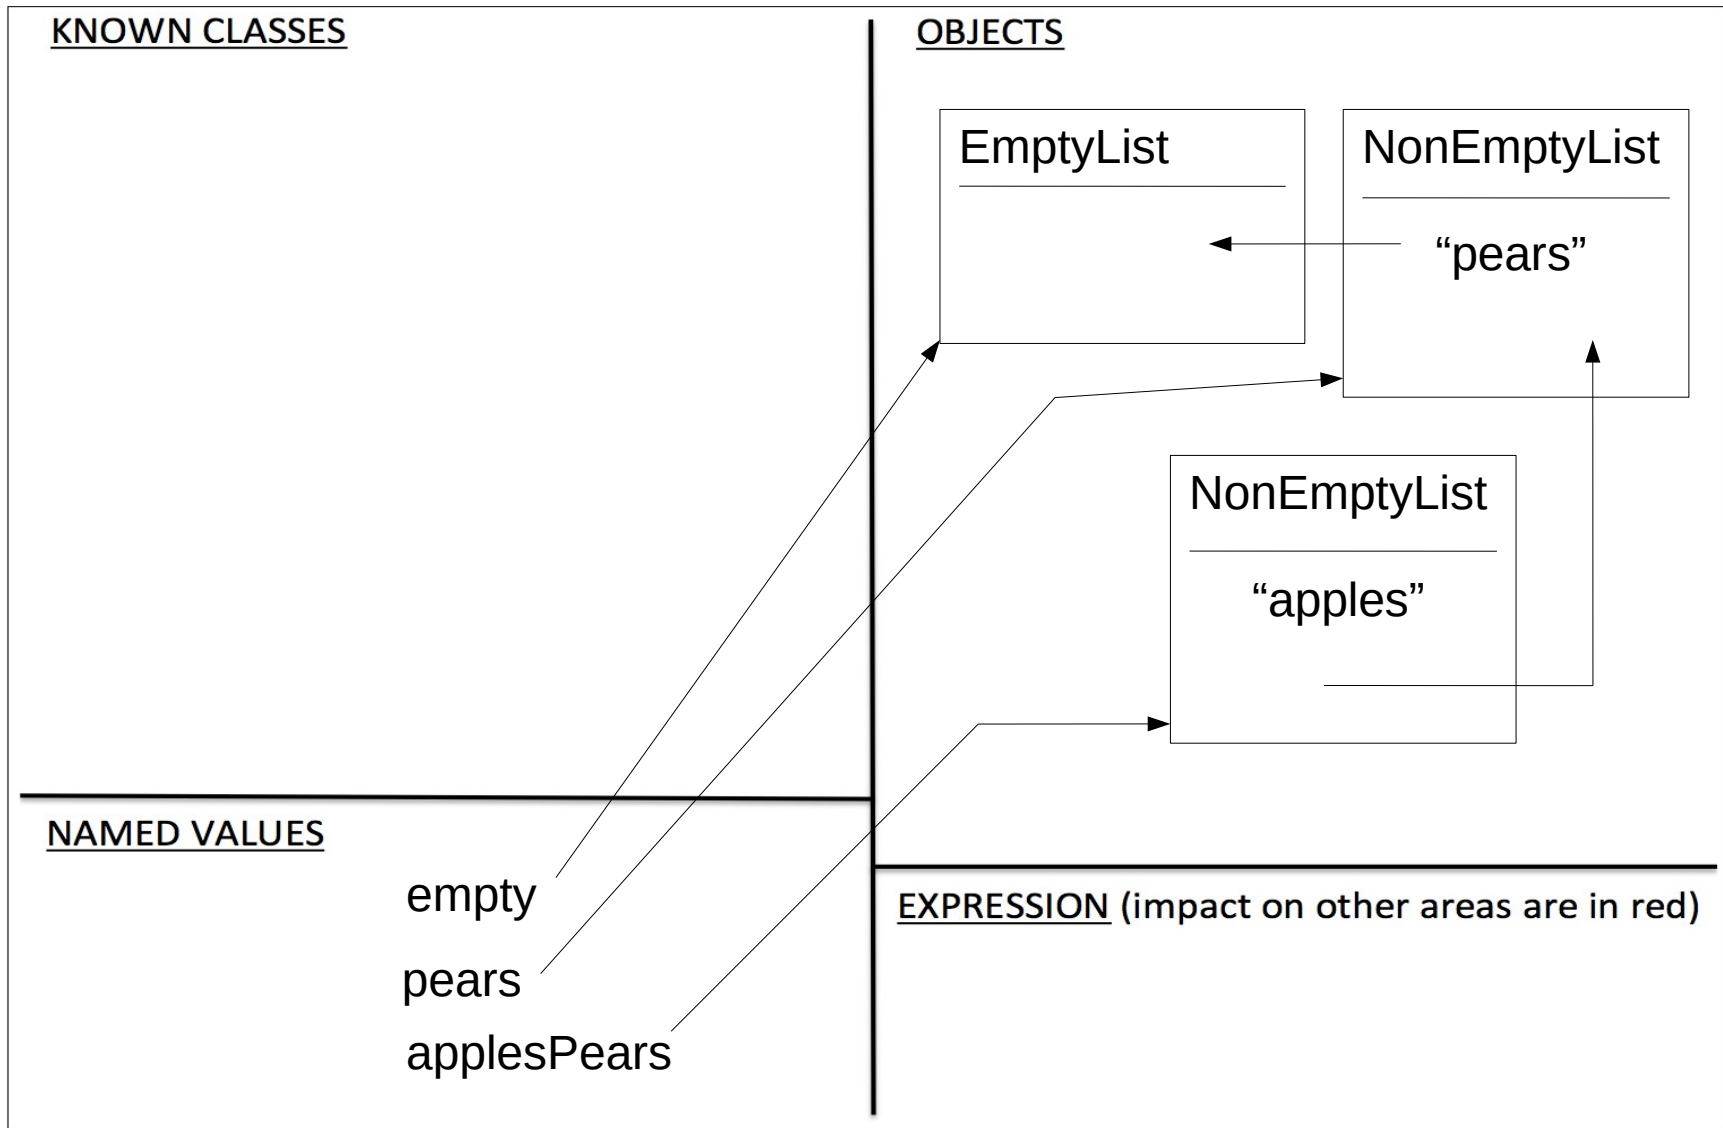 KNOWN CLASSES
OBJECTS
EmptyList
NonEmptyList
“pears”
NonEmptyList
“apples”
NAMED VALUES
empty
pears
applesPears
EXPRESSION (impact on other areas are in red)